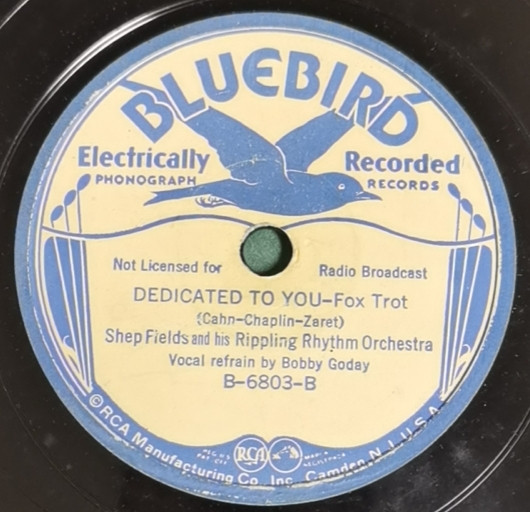 BLUEBIRD
Electrically Recorded
PHONOGRAPH RECORDS
Not Licensed for Radio Broadcast
DEDICATED TO YOU–FOX TROT
(Cahn-Chaplin-Zaret)
Shep Fields and his Rippling Rhythm Orchestra
Vocal refrain by Bobby Goday
B-6803-B
RCA
©RCA Manufacturing Co. Inc. Camden, N.J. U.S.A.